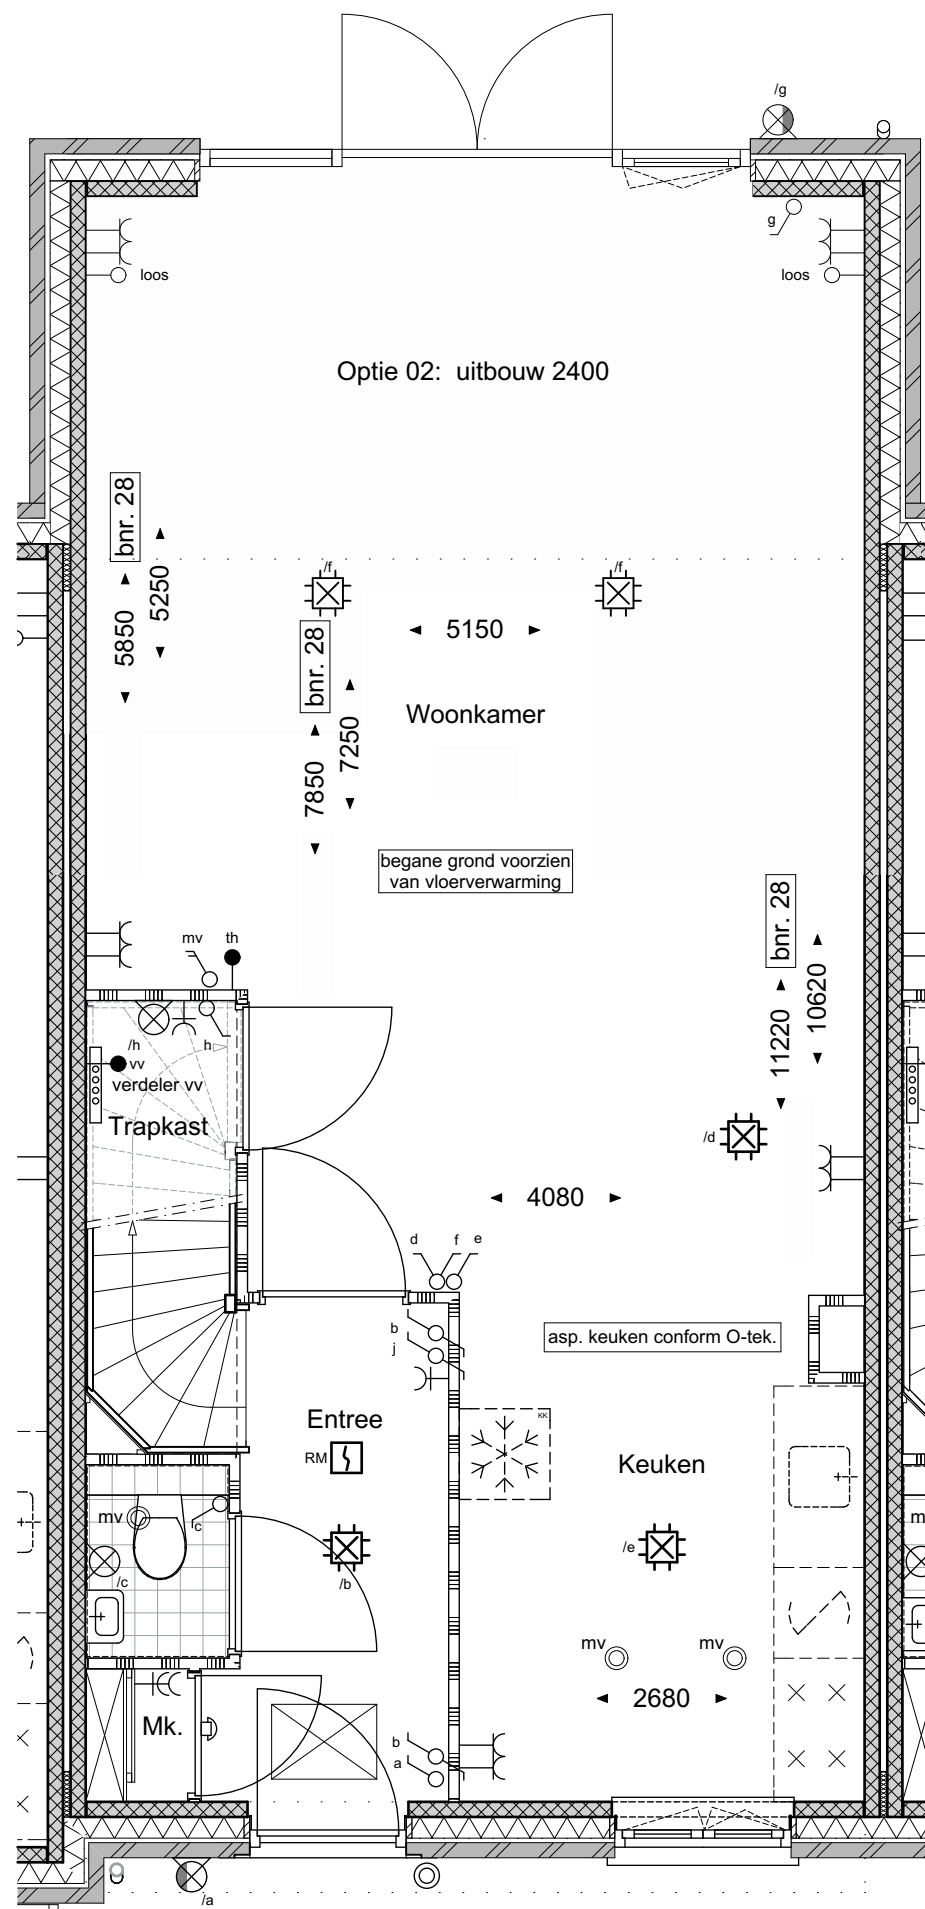 /g
g
loos
loos
Optie 02: uitbouw 2400
bnr. 28
5250
5850
/f
/f
5150
bnr. 28
7250
7850
Woonkamer
begane grond voorzien
van vloerverwarming
bnr. 28
10620
11220
mv
th
/h
h
vv
verdeler vv
Trapkast
/d
4080
d
f
e
b
j
asp. keuken conform O-tek.
KK
Entree
RM
Keuken
mv
c
/c
/b
/e
m
mv
mv
2680
Mk.
b
a
/a